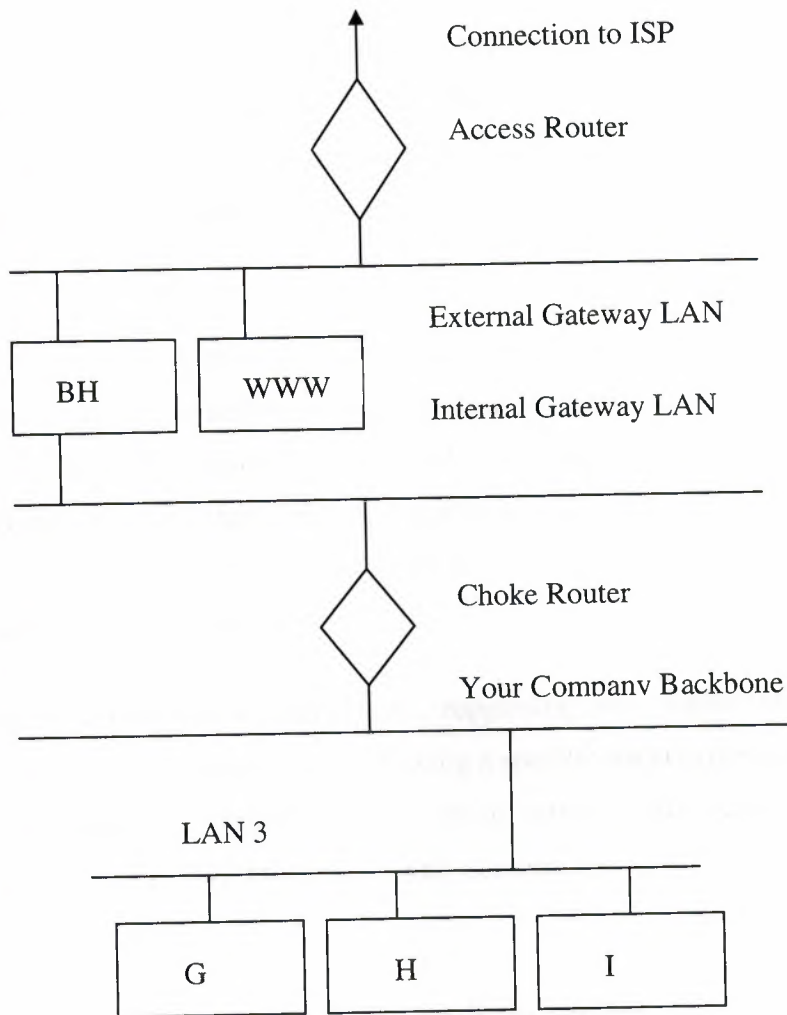 Connection to ISP
Access Router
External Gateway LAN
BH
WWW
Internal Gateway LAN
Choke Router
Your Company Backbone
LAN 3
G
H
I